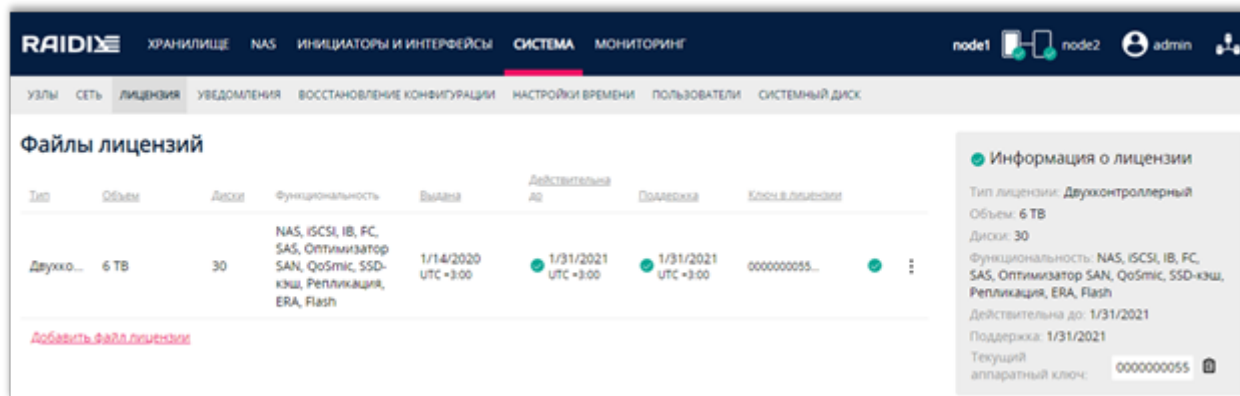 RAIDIX ХРАНИЛИЩЕ NAS ИНИЦИАТОРЫ И ИНТЕРФЕЙСЫ СИСТЕМА МОНИТОРИНГ node1 node2 admin
УЗЛЫ СЕТЬ ЛИЦЕНЗИЯ УВЕДОМЛЕНИЯ ВОССТАНОВЛЕНИЕ КОНФИГУРАЦИИ НАСТРОЙКИ ВРЕМЕНИ ПОЛЬЗОВАТЕЛИ СИСТЕМНЫЙ ДИСК
Файлы лицензий
Тип Объем Диски Функциональность Выдана Действительна до Поддержка Ключ в лицензии
Двухко... 6 TB 30
NAS, iSCSI, IB, FC,
SAS, Оптимизатор
SAN, QoSmic, SSD-
кэш, Репликация,
ERA, Flash
1/14/2020
UTC +3:00
1/31/2021
UTC +3:00
1/31/2021
UTC +3:00
0000000055...
Добавить файл лицензии
Информация о лицензии
Тип лицензии: Двухконтроллерный
Объем: 6 TB
Диски: 30
Функциональность: NAS, iSCSI, IB, FC,
SAS, Оптимизатор SAN, QoSmic, SSD-кэш,
Репликация, ERA, Flash
Действительна до: 1/31/2021
Поддержка: 1/31/2021
Текущий
аппаратный ключ: 0000000055